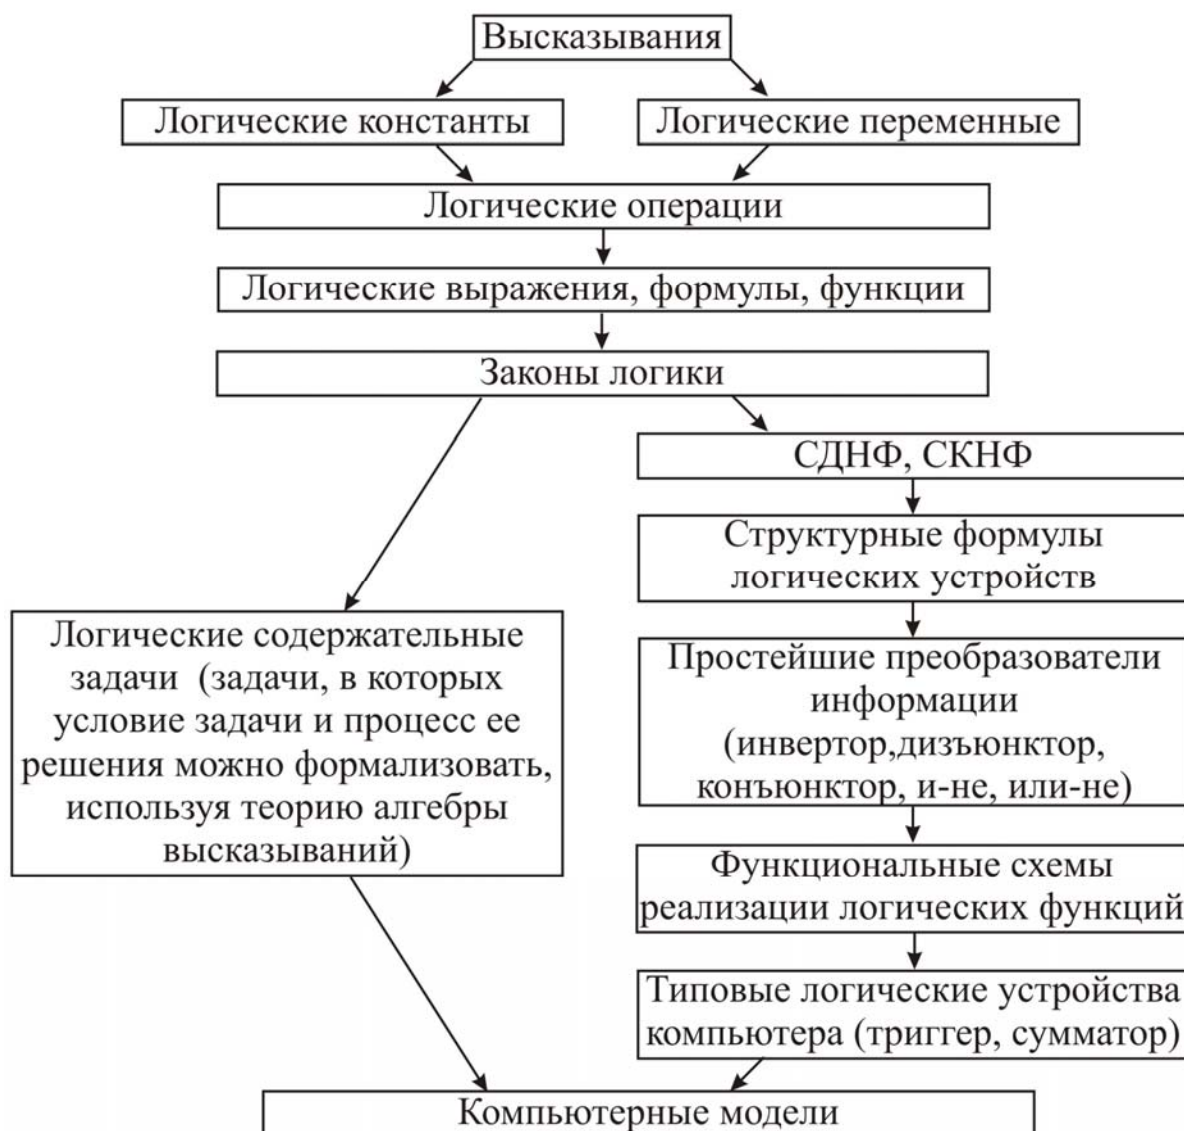 Высказывания
Логические константы
Логические переменные
Логические операции
Логические выражения, формулы, функции
Законы логики
СДНФ, СКНФ
Структурные формулы
логических устройств
Логические содержательные
задачи (задачи, в которых
условие задачи и процесс ее
решения можно формализовать,
используя теорию алгебры
высказываний)
Простейшие преобразователи
информации
(инвертор,дизъюнктор,
конъюнктор, и-не, или-не)
Функциональные схемы
реализации логических функций
Типовые логические устройства
компьютера (триггер, сумматор)
Компьютерные модели